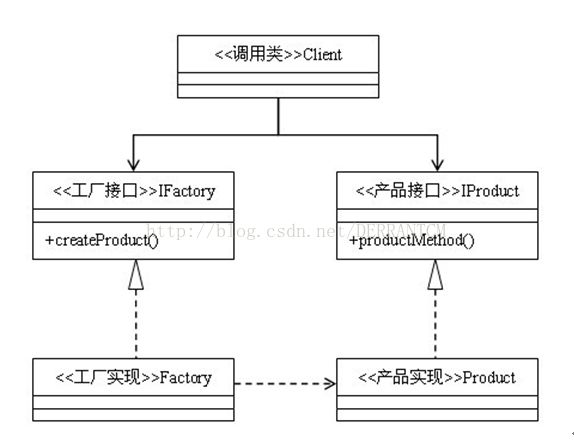 <<调用类>>Client
<<工厂接口>>IFactory
<<产品接口>>IProduct
http://blog.csdn.net/DERRANTCM
+createProduct()
+productMethod()
<<工厂实现>>Factory
<<产品实现>>Product